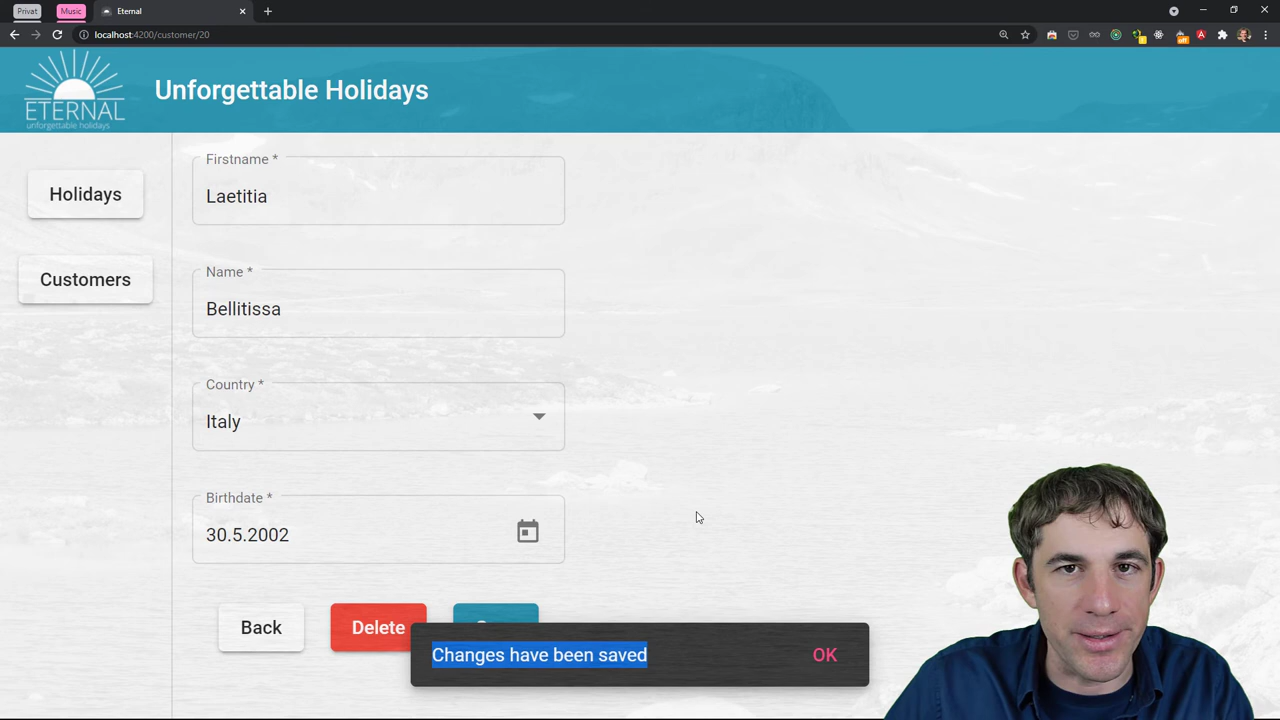 Privat
Music
Eternal
localhost:4200/customer/20
ETERNAL
unforgettable holidays
Unforgettable Holidays
Holidays
Customers
Firstname *
Laetitia
Name *
Bellitissa
Country *
Italy
Birthdate *
30.5.2002
Back
Delete
Changes have been saved
OK